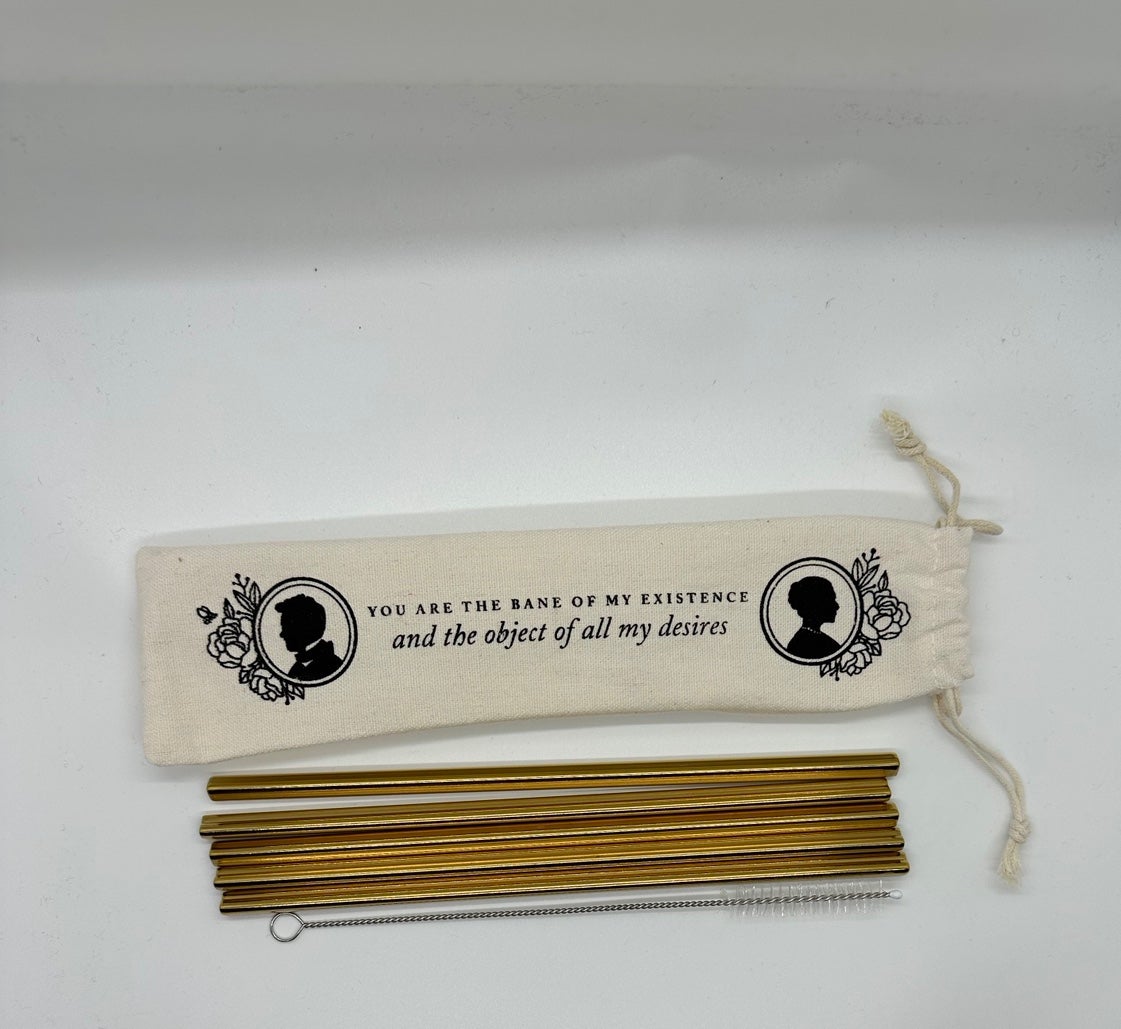 YOU ARE THE BANE OF MY EXISTENCE
and the object of all my desires